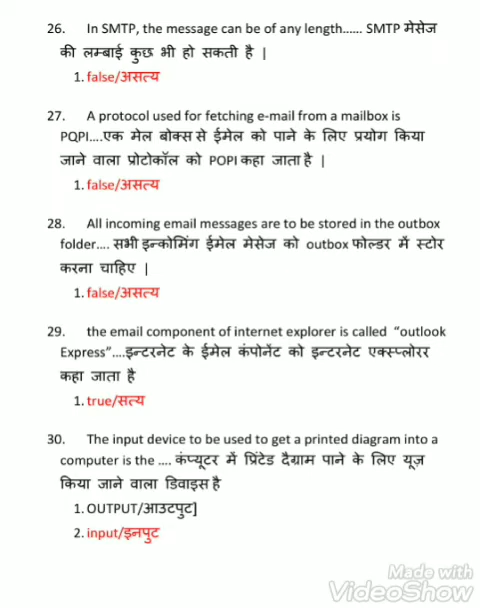 26. In SMTP, the message can be of any length...... SMTP मेसेज
की लम्बाई कुछ भी हो सकती है |
1. false/असत्य
27. A protocol used for fetching e-mail from a mailbox is
PQPI....एक मेल बोक्स से ईमेल को पाने के लिए प्रयोग किया
जाने वाला प्रोटोकॉल को POPI कहा जाता है |
1. false/असत्य
28. All incoming email messages are to be stored in the outbox
folder.... सभी इन्कोमिंग ईमेल मेसेज को outbox फोल्डर में स्टोर
करना चाहिए |
1. false/असत्य
29. the email component of internet explorer is called “outlook
Express”....इन्टरनेट के ईमेल कंपोनेंट को इन्टरनेट एक्स्प्लोरर
कहा जाता है
1. true/सत्य
30. The input device to be used to get a printed diagram into a
computer is the .... कंप्यूटर में प्रिंटेड दैग्राम पाने के लिए यूज़
किया जाने वाला डिवाइस है
1. OUTPUT/आउटपुट]
2. input/इनपुट
Made with
VideoShow